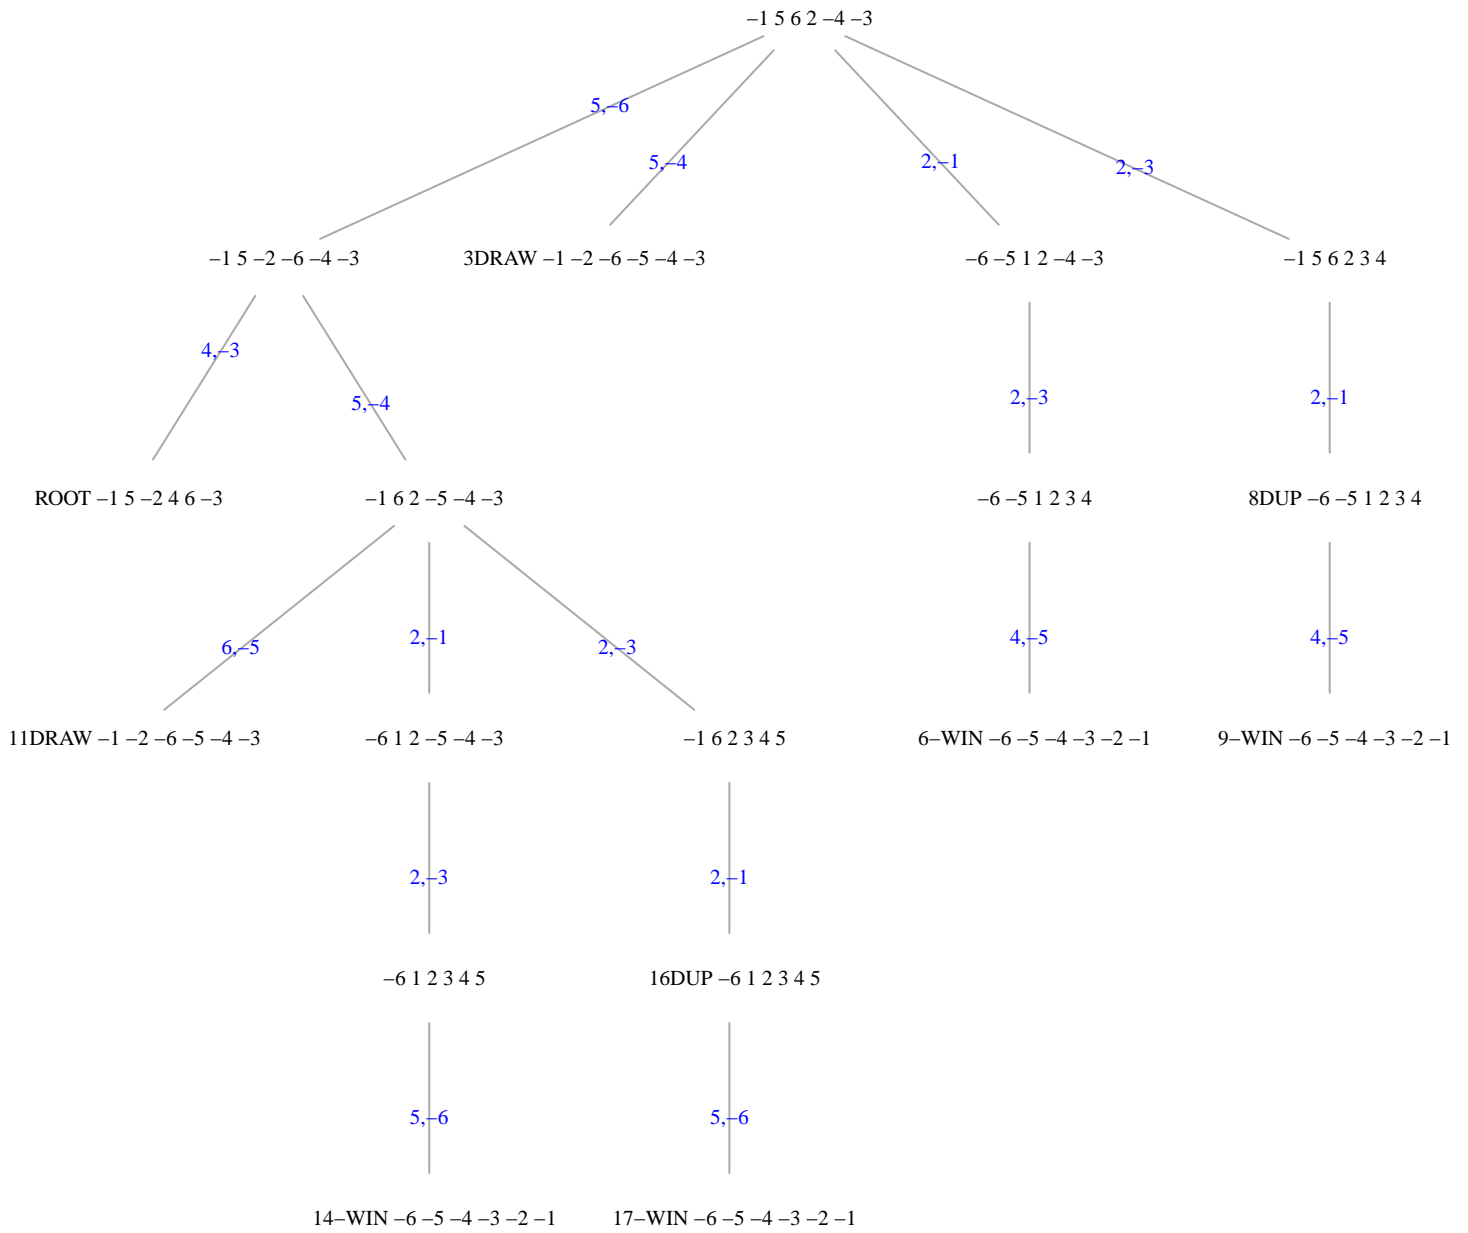 −1 5 6 2 −4 −3
5,−6
5,−4
2,−1
2,−3
−1 5 −2 −6 −4 −3
3DRAW −1 −2 −6 −5 −4 −3
−6 −5 1 2 −4 −3
−1 5 6 2 3 4
4,−3
5,−4
2,−3
2,−1
ROOT −1 5 −2 4 6 −3
−1 6 2 −5 −4 −3
−6 −5 1 2 3 4
8DUP −6 −5 1 2 3 4
6,−5
2,−1
2,−3
4,−5
4,−5
11DRAW −1 −2 −6 −5 −4 −3
−6 1 2 −5 −4 −3
−1 6 2 3 4 5
6−WIN −6 −5 −4 −3 −2 −1
9−WIN −6 −5 −4 −3 −2 −1
2,−3
2,−1
−6 1 2 3 4 5
16DUP −6 1 2 3 4 5
5,−6
5,−6
14−WIN −6 −5 −4 −3 −2 −1
17−WIN −6 −5 −4 −3 −2 −1